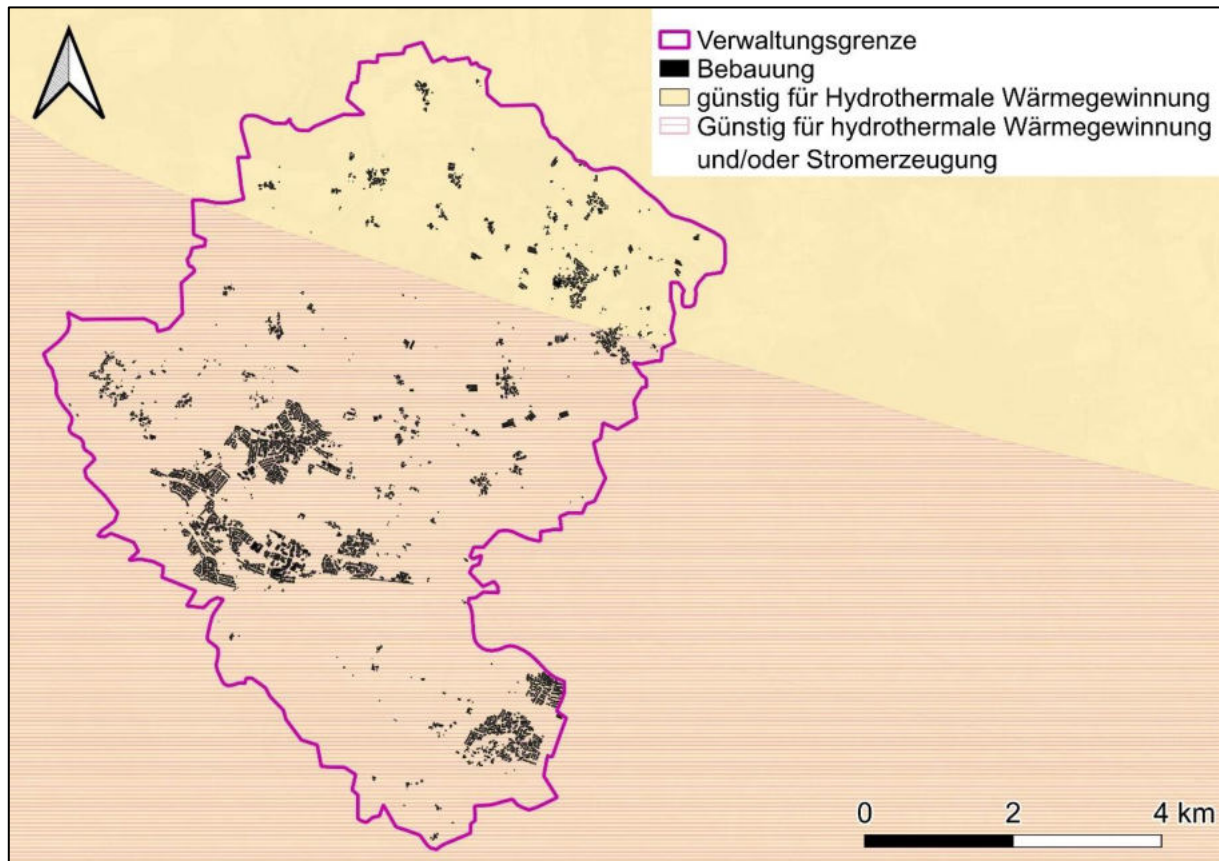 Verwaltungsgrenze
Bebauung
günstig für Hydrothermale Wärmegewinnung
Günstig für hydrothermale Wärmegewinnung
und/oder Stromerzeugung
0 2 4 km